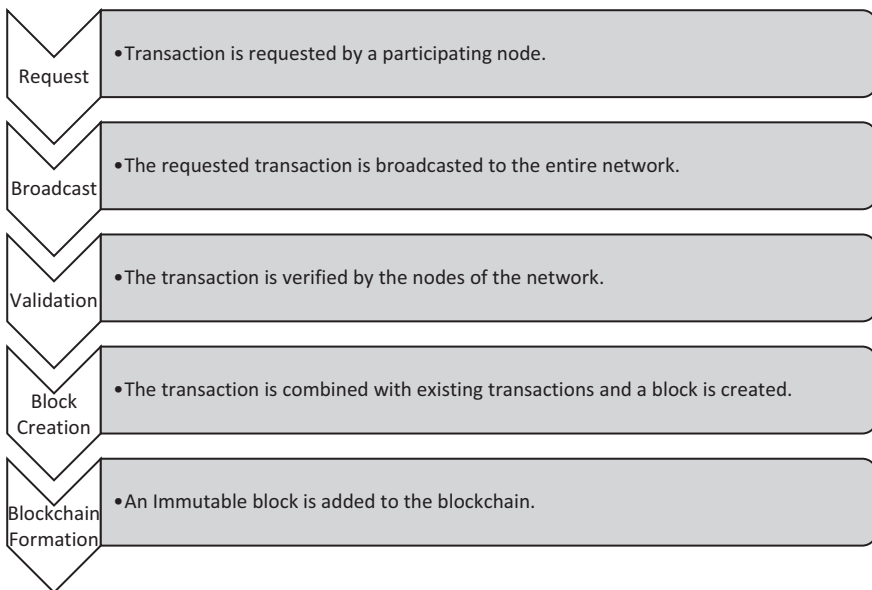 Request
•Transaction is requested by a participating node.
Broadcast
•The requested transaction is broadcasted to the entire network.
Validation
•The transaction is verified by the nodes of the network.
Block
Creation
•The transaction is combined with existing transactions and a block is created.
Blockchain
Formation
•An Immutable block is added to the blockchain.